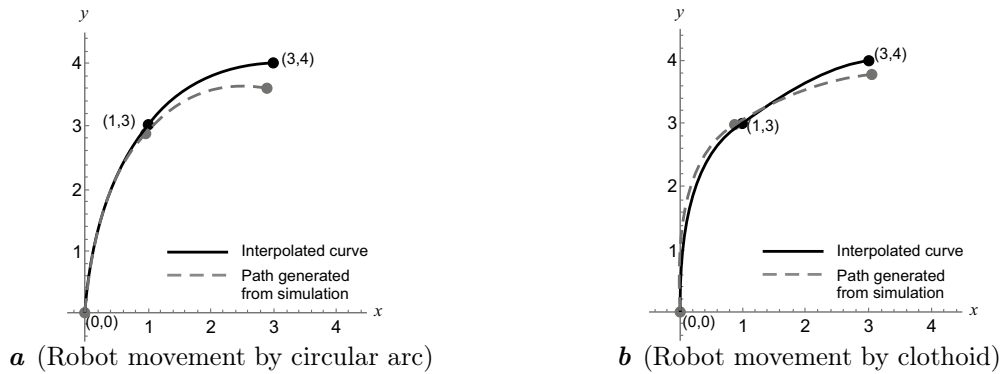 y
4
(3,4)
(1,3)
3
2
1
Interpolated curve
Path generated
from simulation
(0,0)
1
2
3
4
x
a (Robot movement by circular arc)
y
4
(3,4)
3
(1,3)
2
1
Interpolated curve
Path generated
from simulation
(0,0)
1
2
3
4
x
b (Robot movement by clothoid)